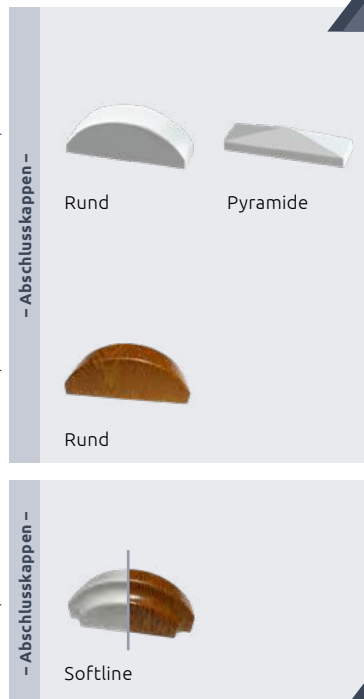 – Abschlusskappen –
Rund
Pyramide
Rund
– Abschlusskappen –
Softline